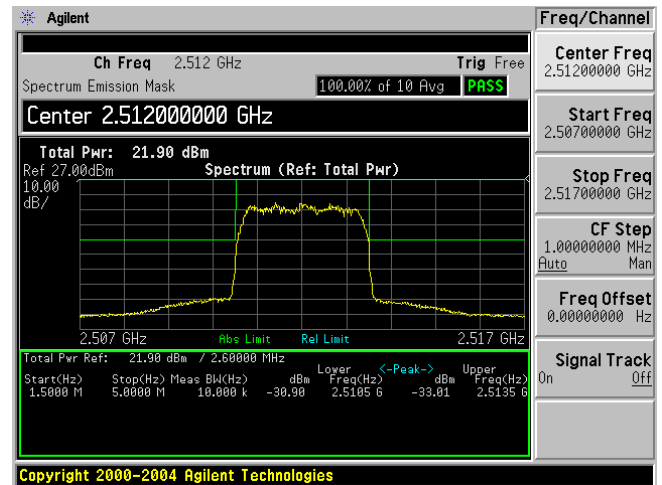 Agilent
Ch Freq 2.512 GHz Trig Free
Spectrum Emission Mask 100.00% of 10 Avg PASS
Center 2.512000000 GHz
Total Pwr: 21.90 dBm
Ref 27.00dBm Spectrum (Ref: Total Pwr)
10.00
dB/
2.507 GHz Abs Limit Rel Limit 2.517 GHz
Total Pwr Ref: 21.90 dBm / 2.60000 MHz
Lower <-Peak-> Upper
Start(Hz) Stop(Hz) Meas BW(Hz) dBm Freq(Hz) dBm Freq(Hz)
1.5000 M 5.0000 M 10.000 k -30.90 2.5105 G -33.01 2.5135 G
Copyright 2000-2004 Agilent Technologies
Freq/Channel
Center Freq
2.51200000 GHz
Start Freq
2.50700000 GHz
Stop Freq
2.51700000 GHz
CF Step
1.00000000 MHz
Auto Man
Freq Offset
0.00000000 Hz
Signal Track
On Off